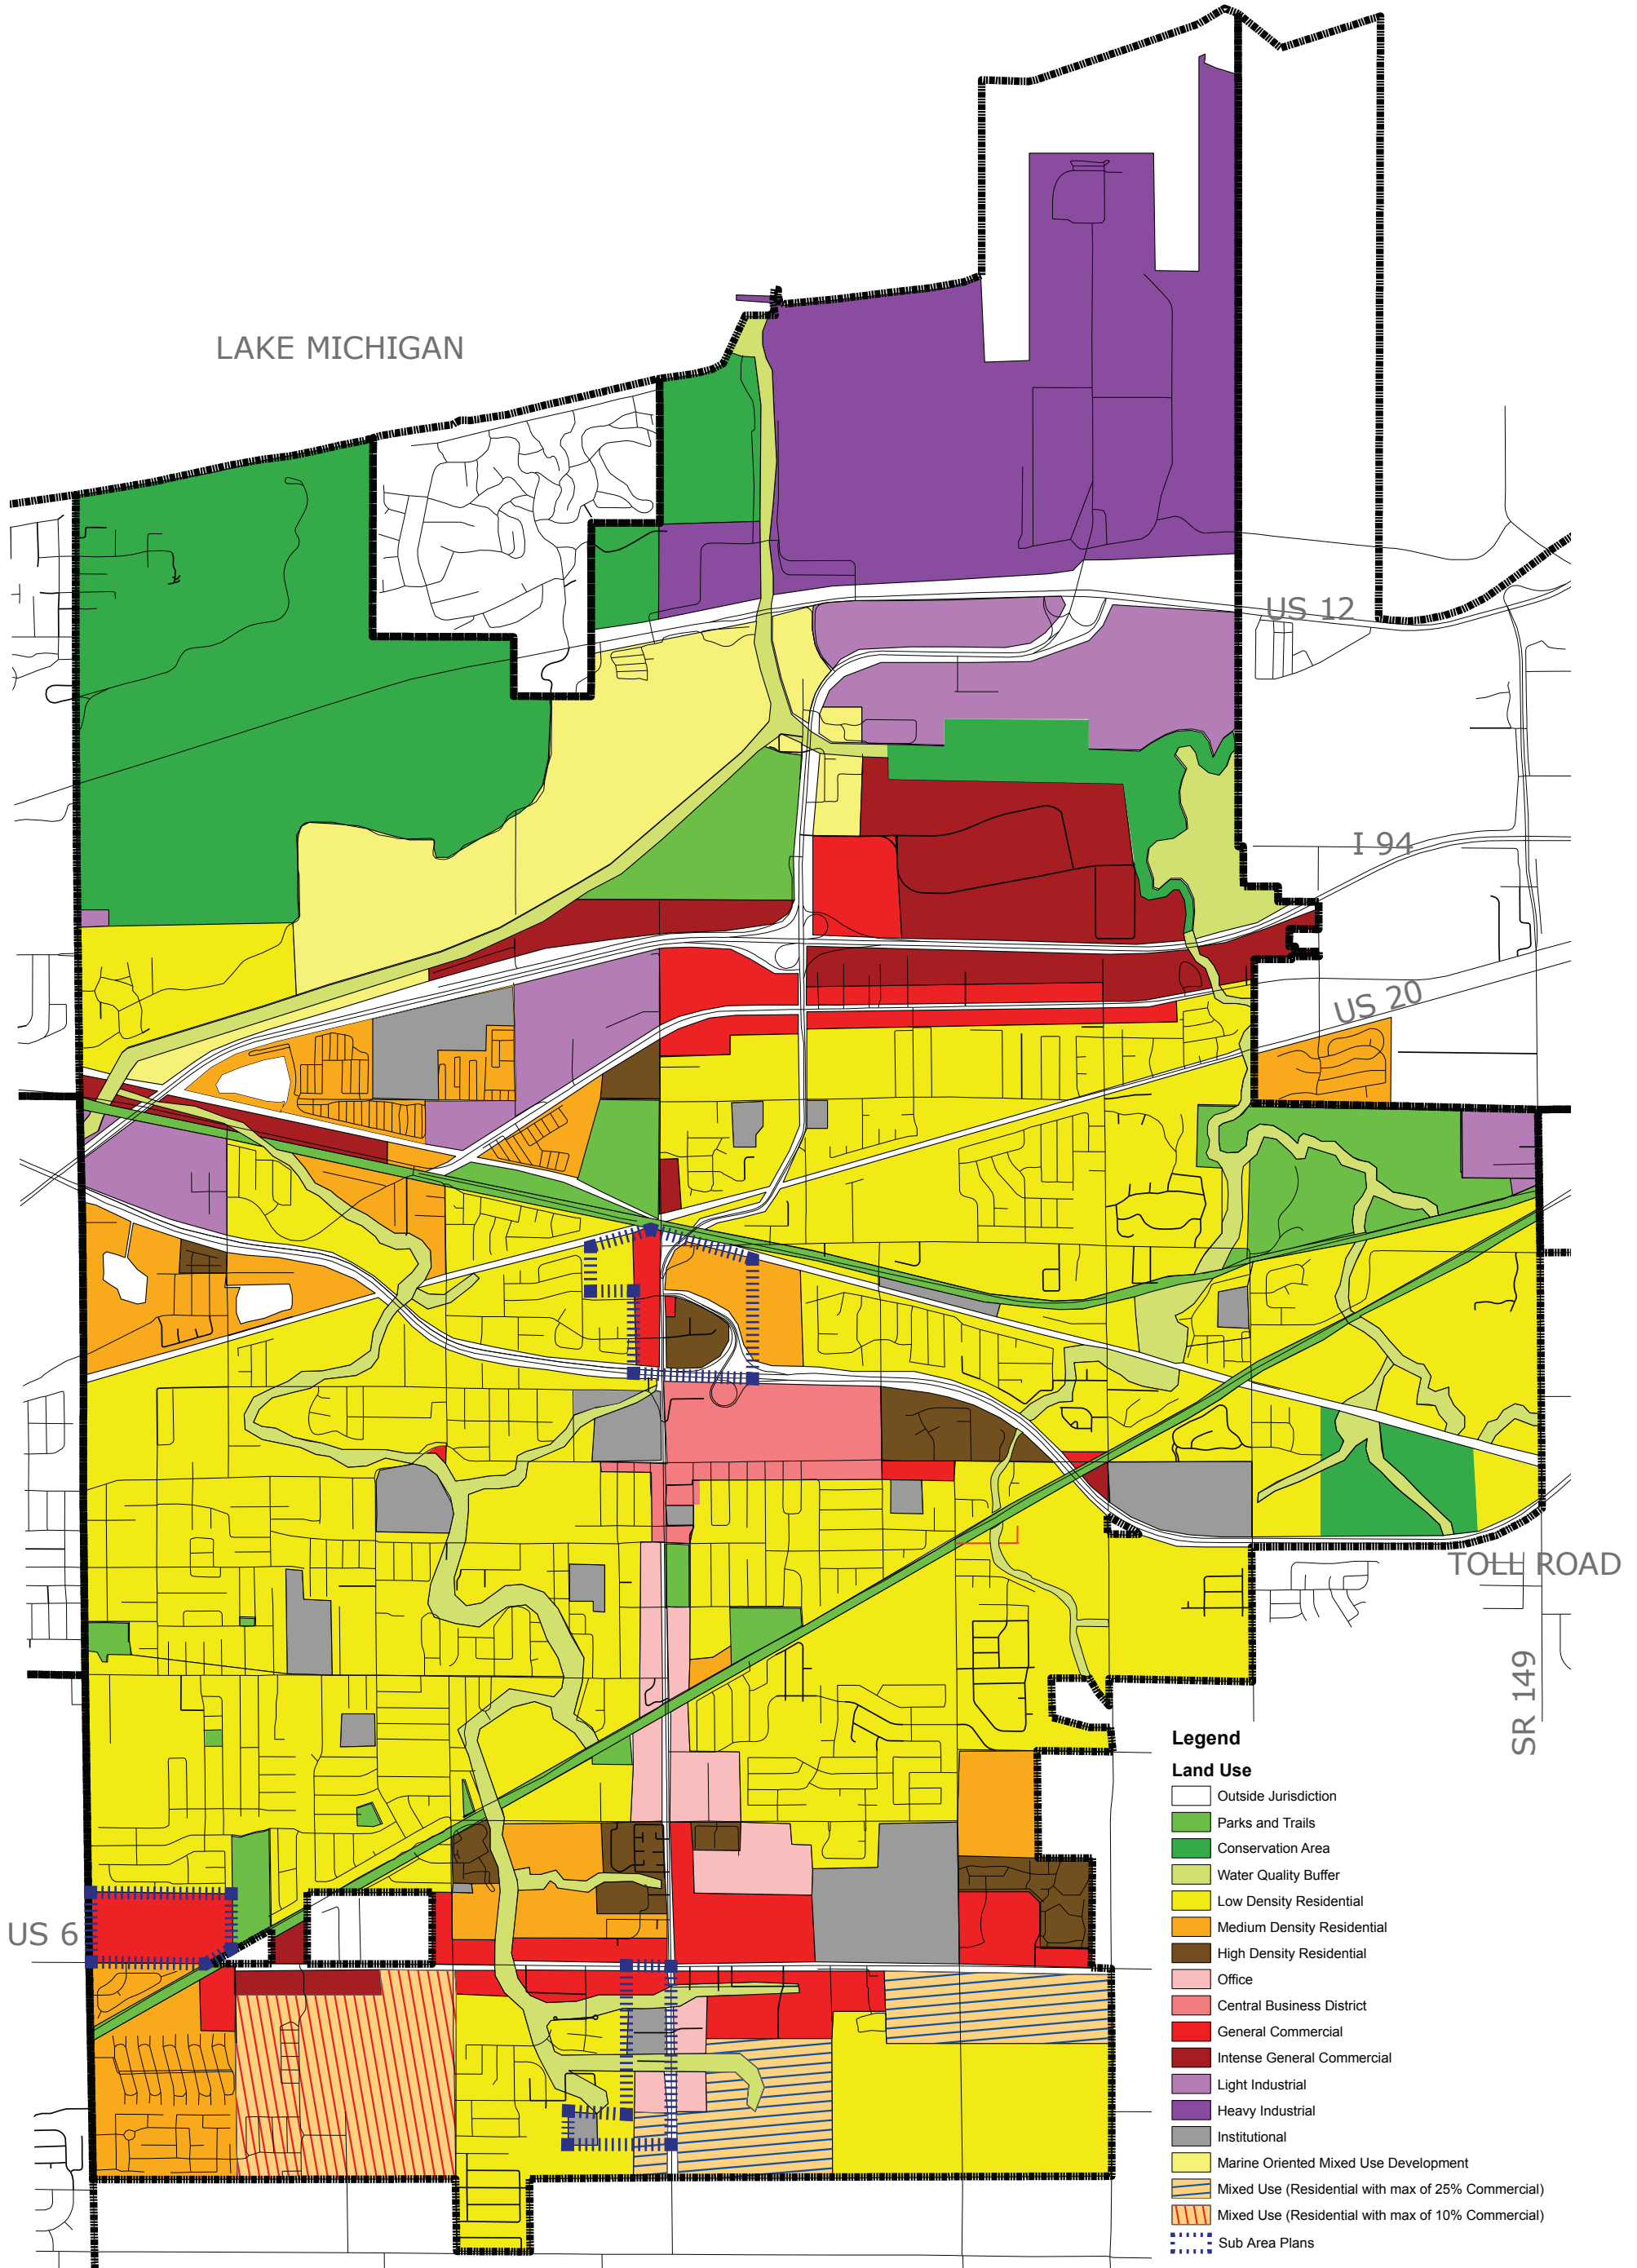 LAKE MICHIGAN
US 12
I 94
US 20
TOLL ROAD
SR 149
US 6
Legend
Land Use
Outside Jurisdiction
Parks and Trails
Conservation Area
Water Quality Buffer
Low Density Residential
Medium Density Residential
High Density Residential
Office
Central Business District
General Commercial
Intense General Commercial
Light Industrial
Heavy Industrial
Institutional
Marine Oriented Mixed Use Development
Mixed Use (Residential with max of 25% Commercial)
Mixed Use (Residential with max of 10% Commercial)
Sub Area Plans